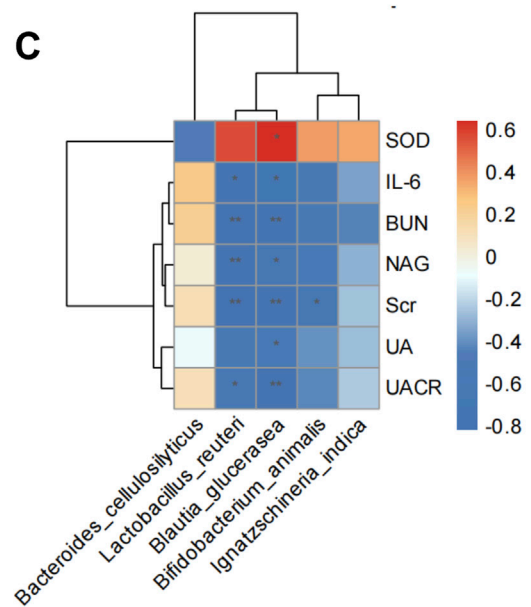 C
SOD
IL-6
BUN
NAG
Scr
UA
UACR
0.6
0.4
0.2
0
-0.2
-0.4
-0.6
-0.8
*
* *
** **
** *
** ** *
*
* **
Bacteroides_cellulosilyticus
Lactobacillus_reuteri
Blautia_glucerasea
Bifidobacterium_animalis
Ignatzschineria_indica